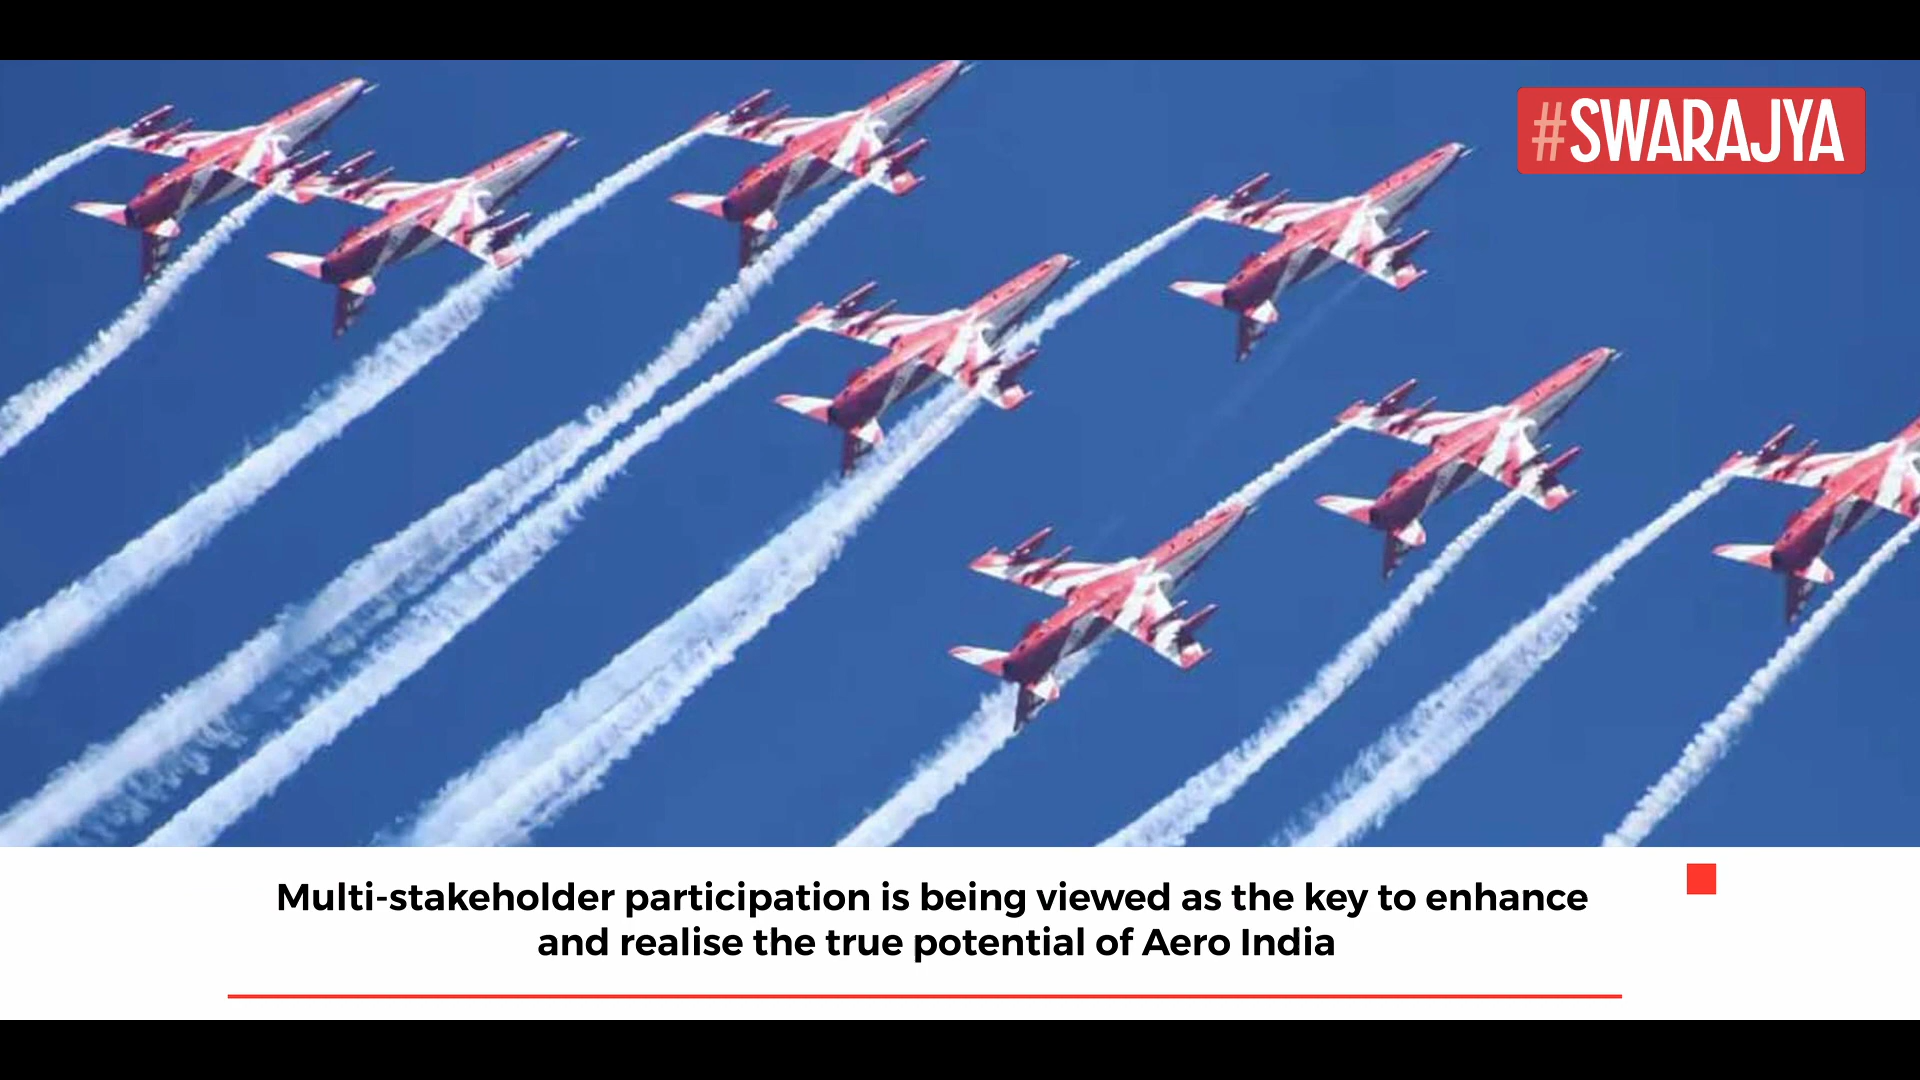 #SWARAJYA
Multi-stakeholder participation is being viewed as the key to enhance
and realise the true potential of Aero India